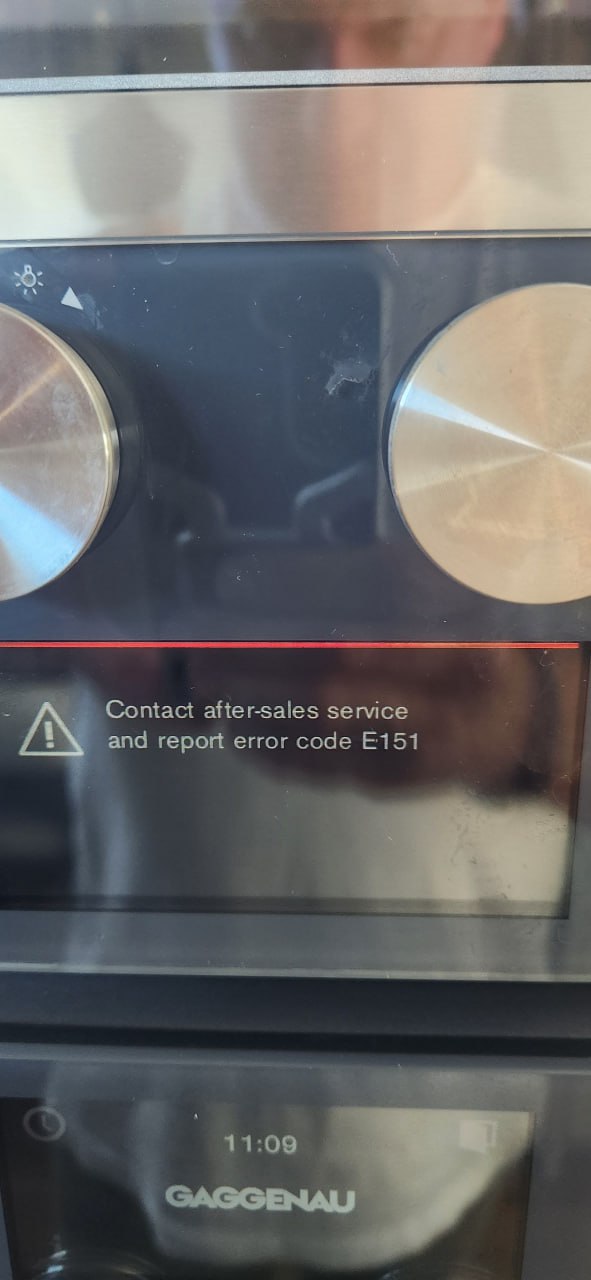 Contact after-sales service
and report error code E151
11:09
GAGGENAU